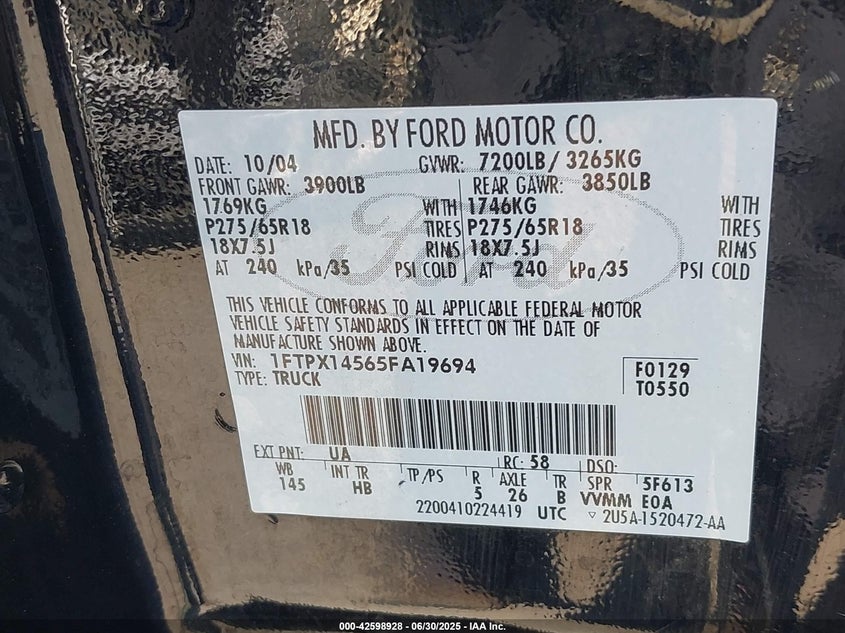 MFD. BY FORD MOTOR CO.
DATE: 10/04 GVWR: 7200LB/ 3265KG
FRONT GAWR: 3900LB REAR GAWR: 3850LB
1769KG WITH 1746KG WITH
P275/65R18 TIRES P275/65R18 TIRES
18X7.5J RIMS 18X7.5J RIMS
AT 240 kPa/35 PSI COLD AT 240 kPa/35 PSI COLD
Ford
THIS VEHICLE CONFORMS TO ALL APPLICABLE FEDERAL MOTOR
VEHICLE SAFETY STANDARDS IN EFFECT ON THE DATE OF
MANUFACTURE SHOWN ABOVE.
VIN: 1FTPX14565FA19694
TYPE: TRUCK
F0129
T0550
EXT PNT: UA RC: 58 DSO:
WB INT TR TP/PS R AXLE TR SPR 5F613
145 HB 5 26 B VVMM E0A
2200410224419 UTC ▽ 2U5A-1520472-AA
000-42598928 - 06/30/2025 - IAA Inc.